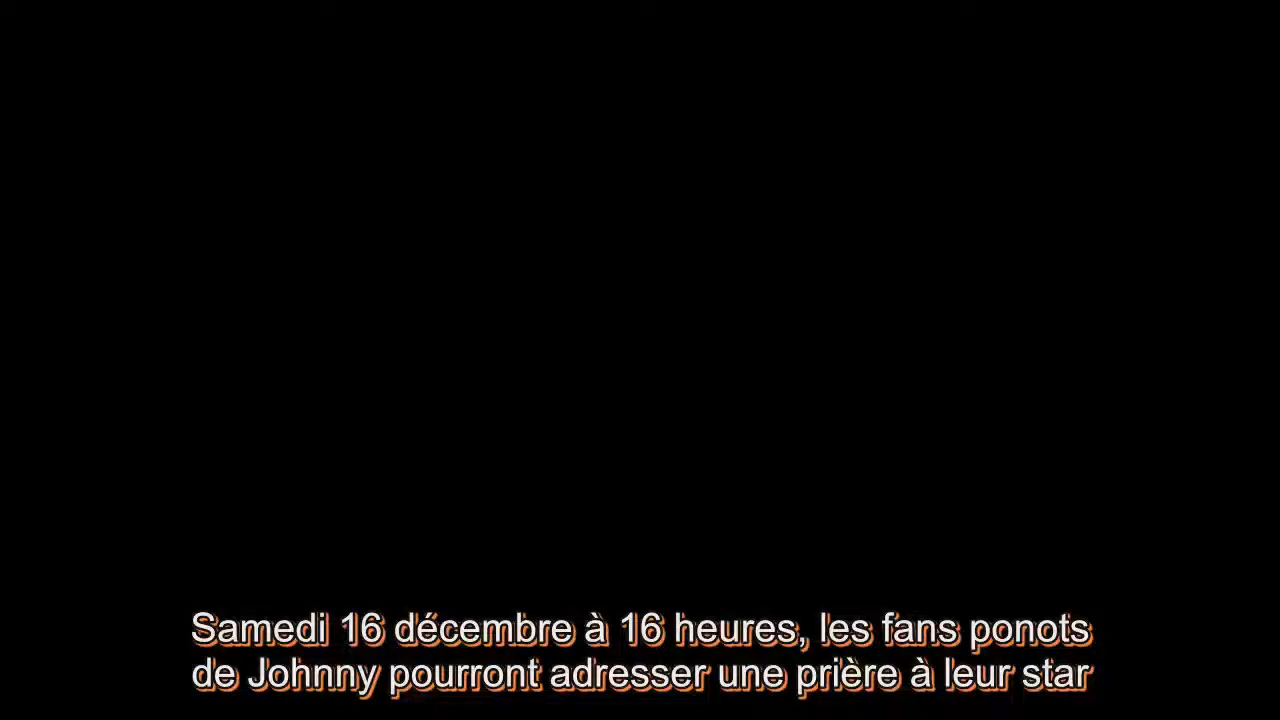 Samedi 16 décembre à 16 heures, les fans ponots
de Johnny pourront adresser une prière à leur star